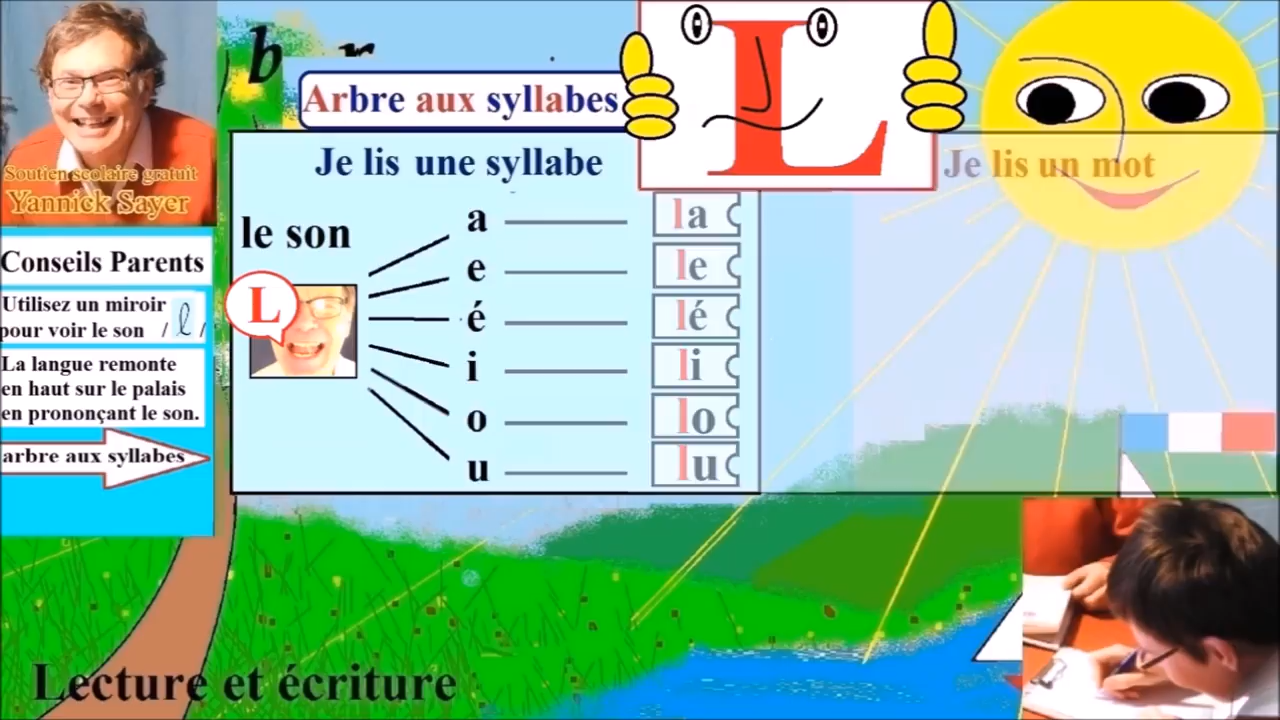 b r
Arbre aux syllabes
L
Soutien scolaire gratuit
Yannick Sayer
Conseils Parents
Utilisez un miroir
pour voir le son / l /
La langue remonte
en haut sur le palais
en prononçant le son.
arbre aux syllabes
Je lis une syllabe
le son
L
a la
e le
é lé
i li
o lo
u lu
Je lis un mot
Lecture et écriture